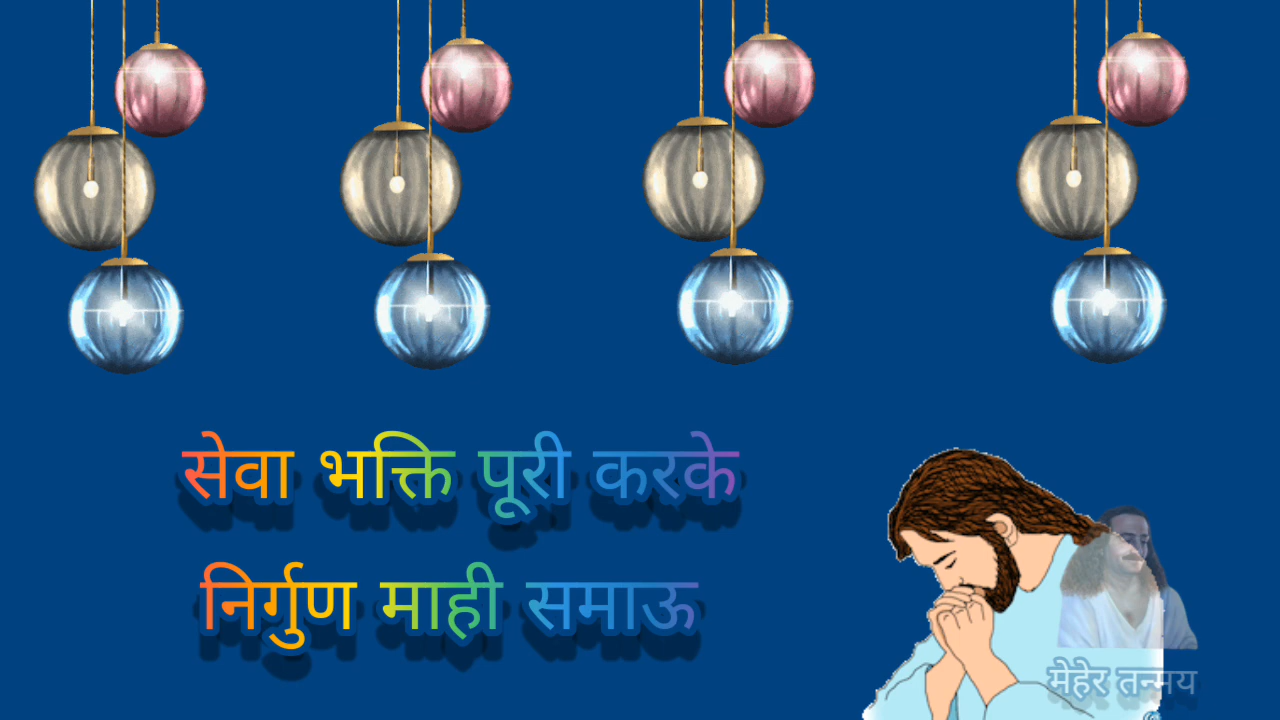 सेवा भक्ति पूरी करके
निर्गुण माही समाऊ
मेहेर तन्मय